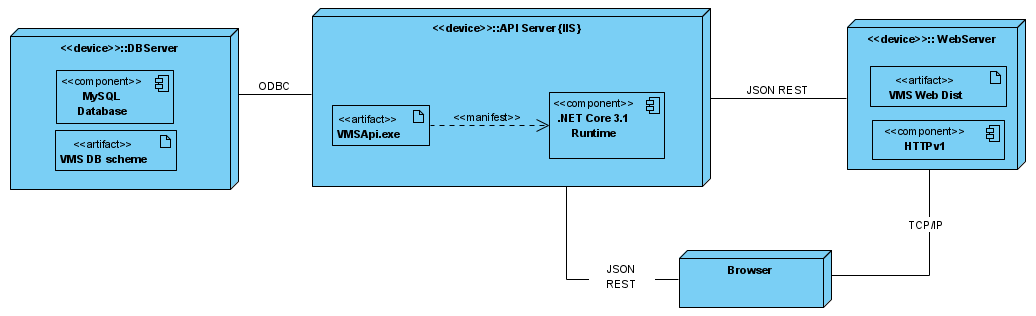 <<device>>::DBServer
<<component>>
MySQL
Database
<<artifact>>
VMS DB scheme
ODBC
<<device>>::API Server{IIS}
<<artifact>>
VMSApi.exe
<<manifest>>
<<component>>
.NET Core 3.1
Runtime
JSON REST
<<device>>:: WebServer
<<artifact>>
VMS Web Dist
<<component>>
HTTPv1
TCP/IP
JSON
REST
Browser